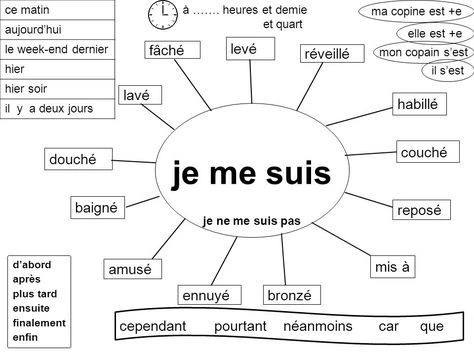 ce matin
aujourd'hui
le week-end dernier
hier
hier soir
il y a deux jours
à ....... heures et demie
et quart
ma copine est +e
elle est +e
mon copain s'est
il s'est
fâché
levé
réveillé
lavé
habillé
douché
couché
je me suis
baigné
reposé
je ne me suis pas
amusé
mis à
ennuyé
bronzé
d'abord
après
plus tard
ensuite
finalement
enfin
cependant pourtant néanmoins car que